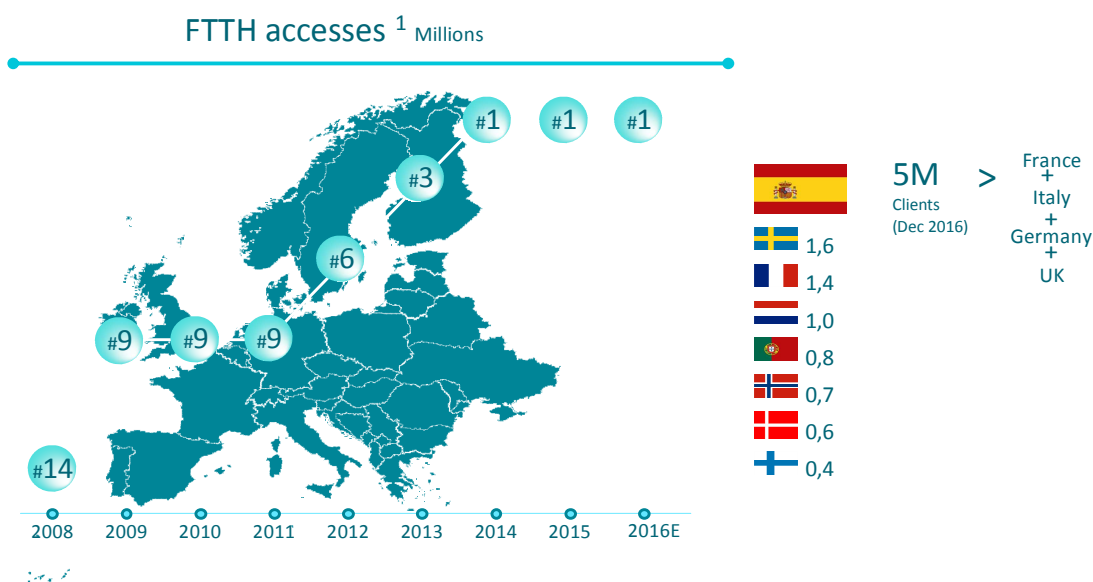 FTTH accesses 1 Millions
#1 #1 #1
#3
#6
#9 #9 #9
#14
2008 2009 2010 2011 2012 2013 2014 2015 2016E
5M
Clients
(Dec 2016)
>
France
+
Italy
+
Germany
+
UK
1,6
1,4
1,0
0,8
0,7
0,6
0,4